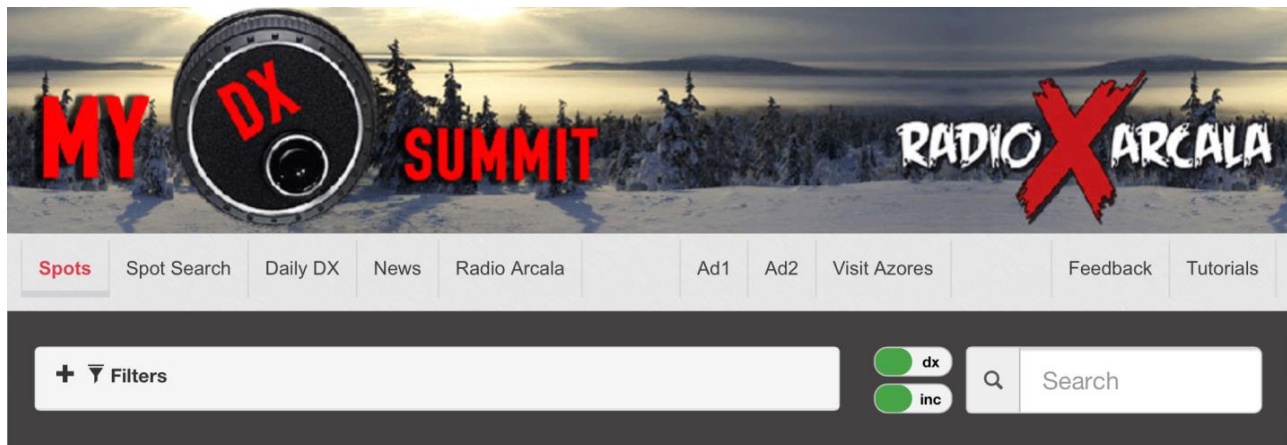 MY DX SUMMIT
RADIO X ARCALA
Spots Spot Search Daily DX News Radio Arcala Ad1 Ad2 Visit Azores Feedback Tutorials
Filters dx Search
inc